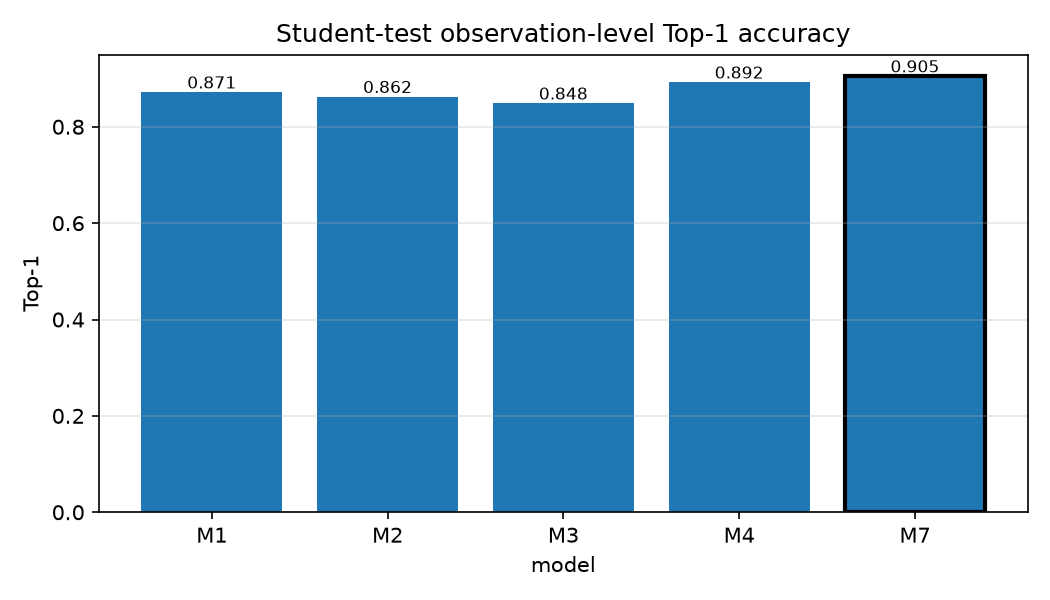 Student-test observation-level Top-1 accuracy
0.871
0.862
0.848
0.892
0.905
0.8
0.6
0.4
0.2
0.0
Top-1
M1
M2
M3
M4
M7
model